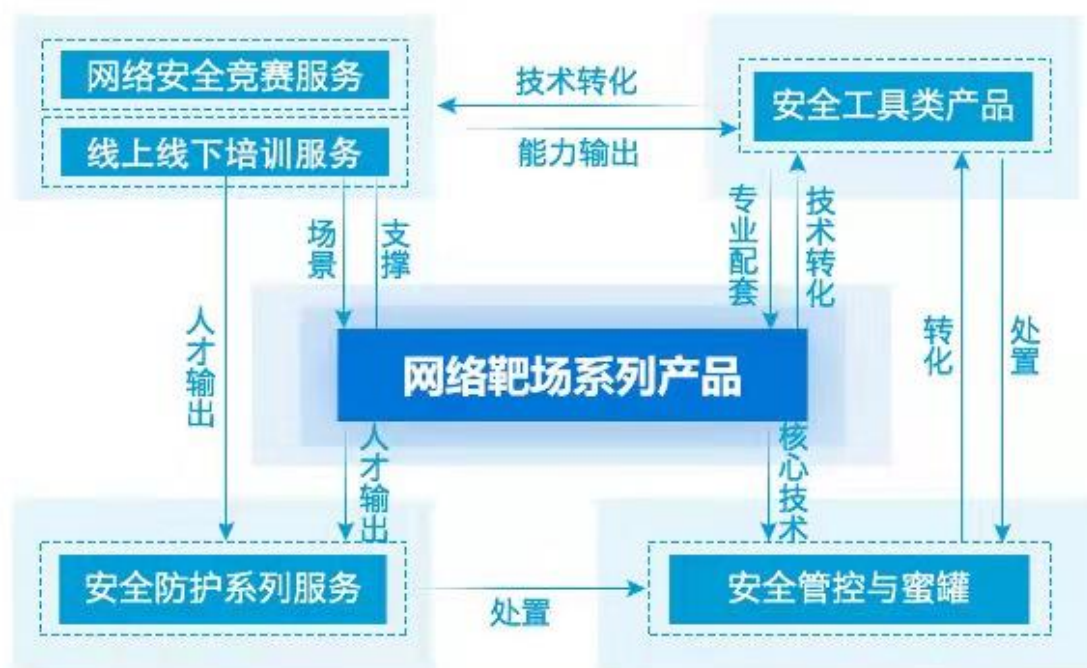 网络安全竞赛服务
线上线下培训服务
技术转化
能力输出
安全工具类产品
场景
支撑
专业配套
技术转化
人才输出
网络靶场系列产品
转化
处置
人才输出
核心技术
安全防护系列服务
处置
安全管控与蜜罐